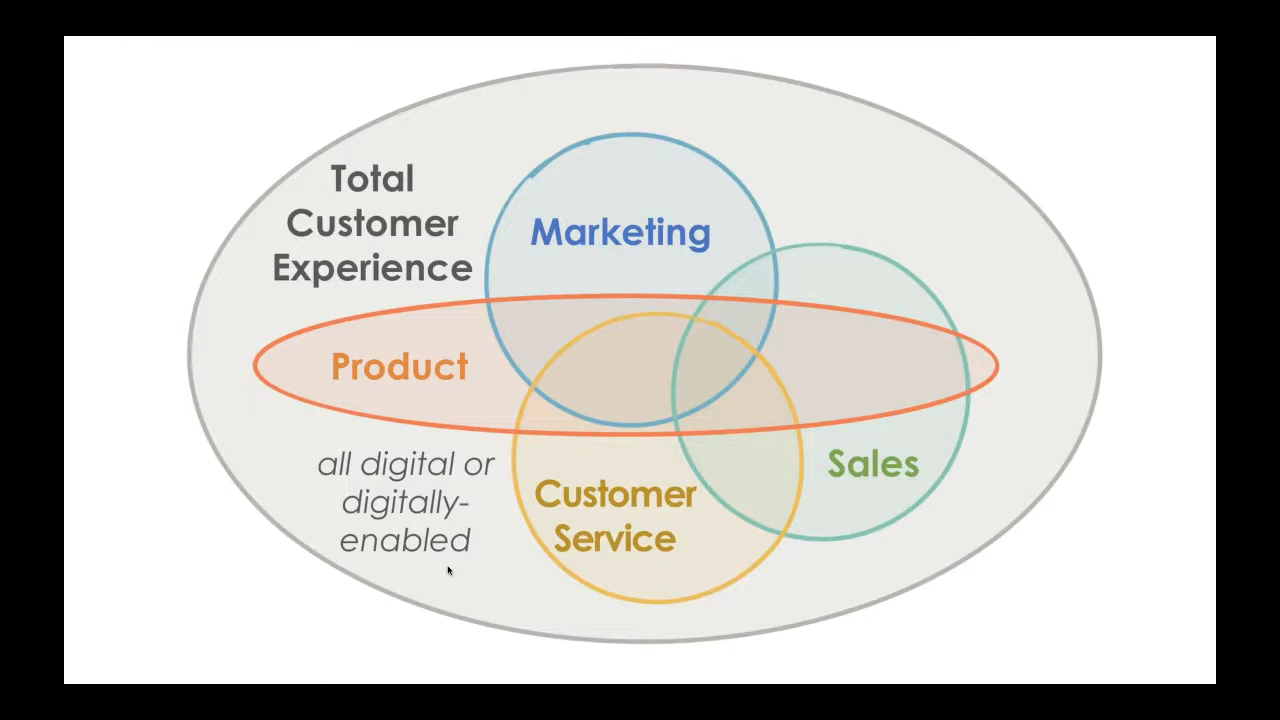 Total
Customer
Experience
Marketing
Product
all digital or
digitally-
enabled
Customer
Service
Sales